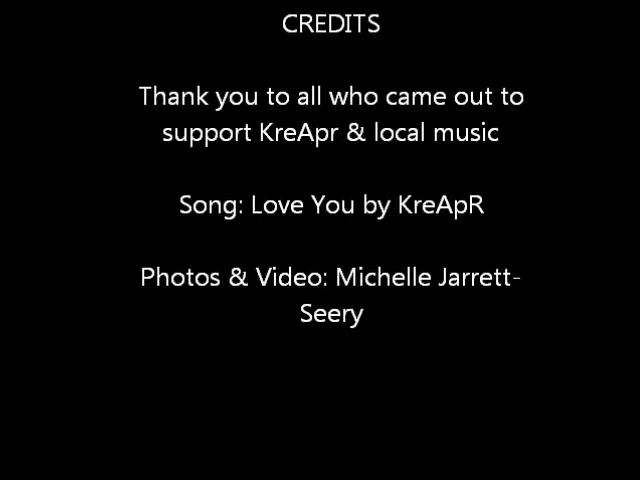 CREDITS
Thank you to all who came out to
support KreApr & local music
Song: Love You by KreApR
Photos & Video: Michelle Jarrett-
Seery